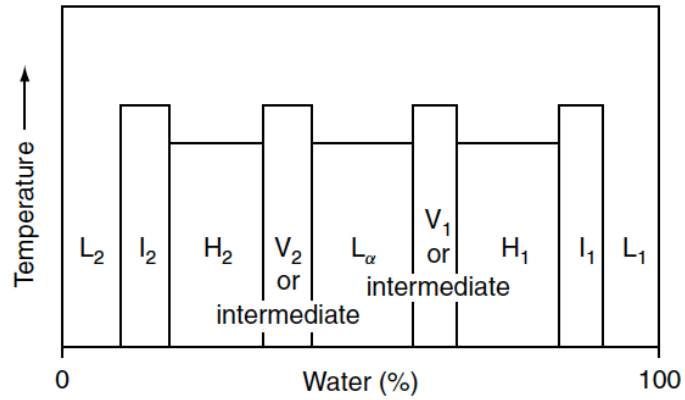 Temperature
L₂
I₂
H₂
V₂
or
intermediate
Lα
V₁
or
intermediate
H₁
I₁
L₁
0
Water (%)
100